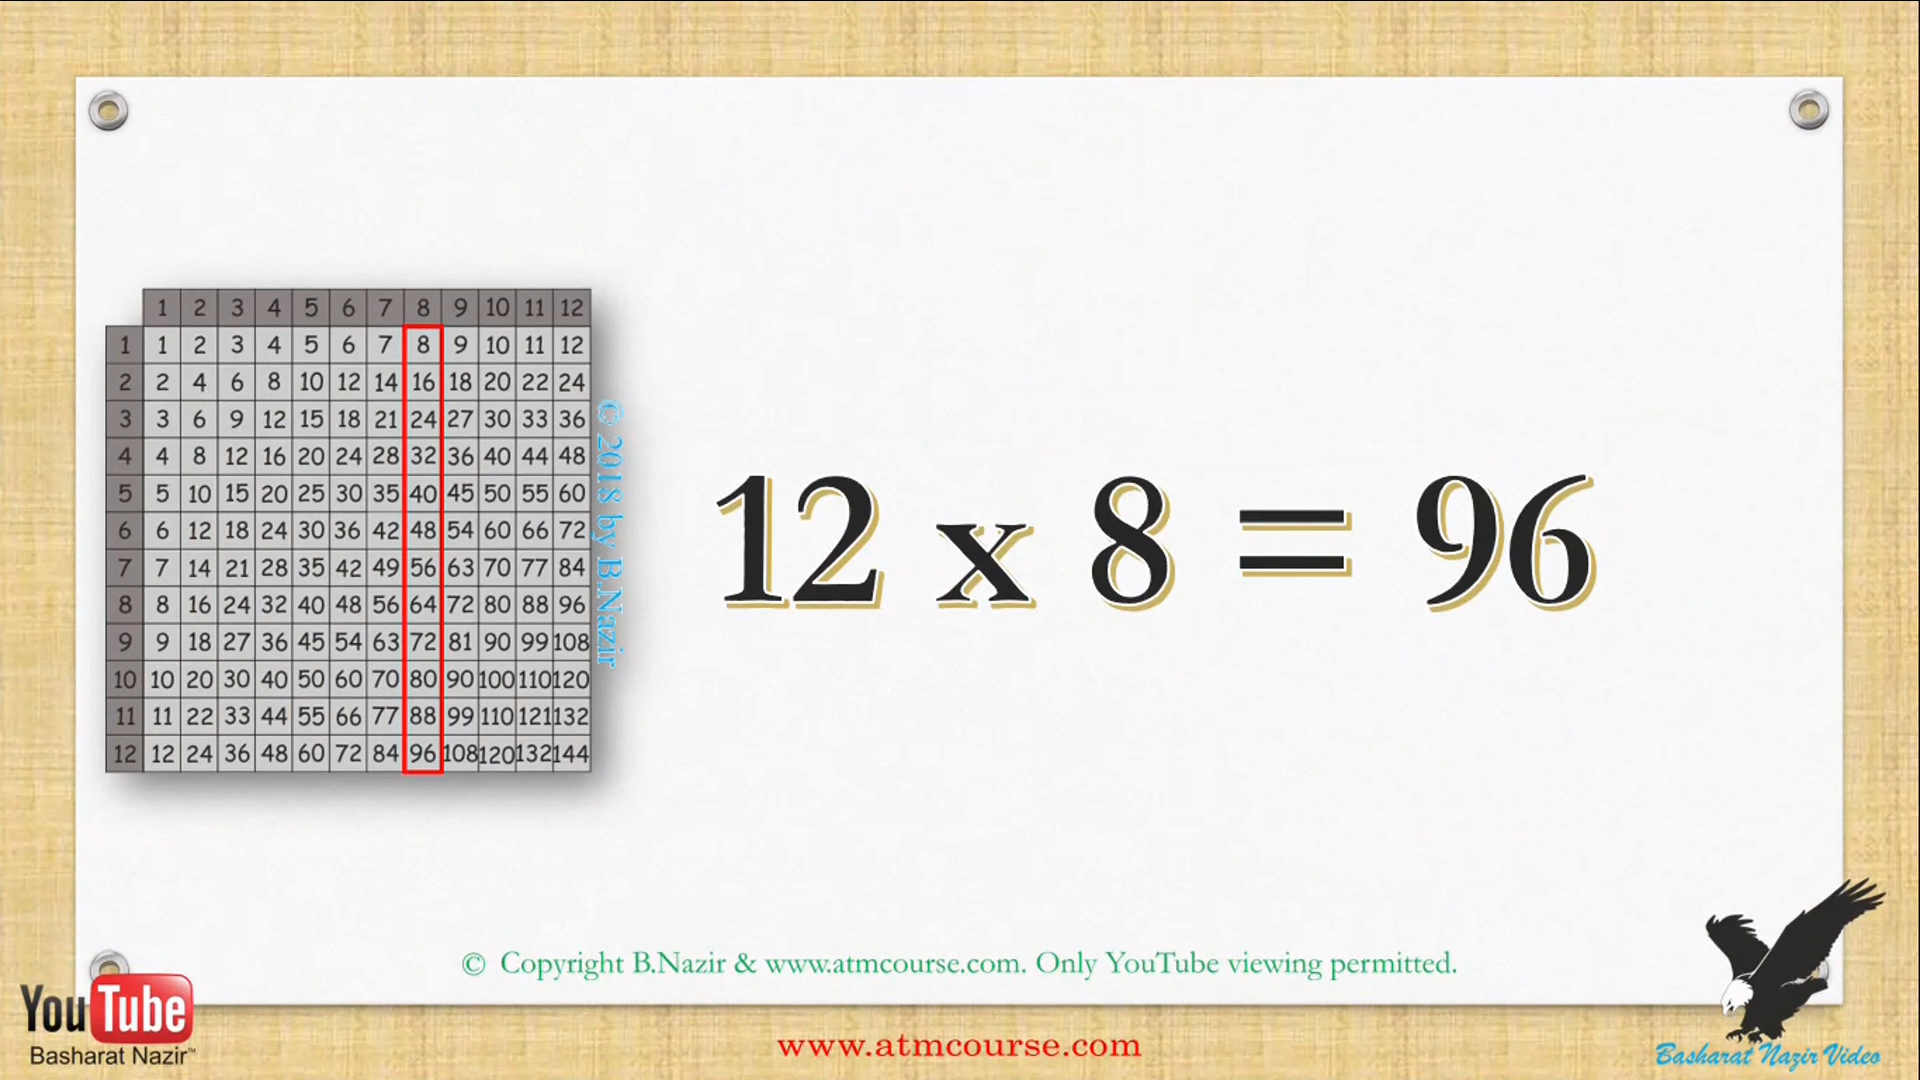 1 2 3 4 5 6 7 8 9 10 11 12
1 1 2 3 4 5 6 7 8 9 10 11 12
2 2 4 6 8 10 12 14 16 18 20 22 24
3 3 6 9 12 15 18 21 24 27 30 33 36
4 4 8 12 16 20 24 28 32 36 40 44 48
5 5 10 15 20 25 30 35 40 45 50 55 60
6 6 12 18 24 30 36 42 48 54 60 66 72
7 7 14 21 28 35 42 49 56 63 70 77 84
8 8 16 24 32 40 48 56 64 72 80 88 96
9 9 18 27 36 45 54 63 72 81 90 99 108
10 10 20 30 40 50 60 70 80 90 100 110 120
11 11 22 33 44 55 66 77 88 99 110 121 132
12 12 24 36 48 60 72 84 96 108 120 132 144
© 2018 by B.Nazir
12 x 8 = 96
© Copyright B.Nazir & www.atmcourse.com. Only YouTube viewing permitted.
YouTube
Basharat Nazir™
www.atmcourse.com
Basharat Nazir Video